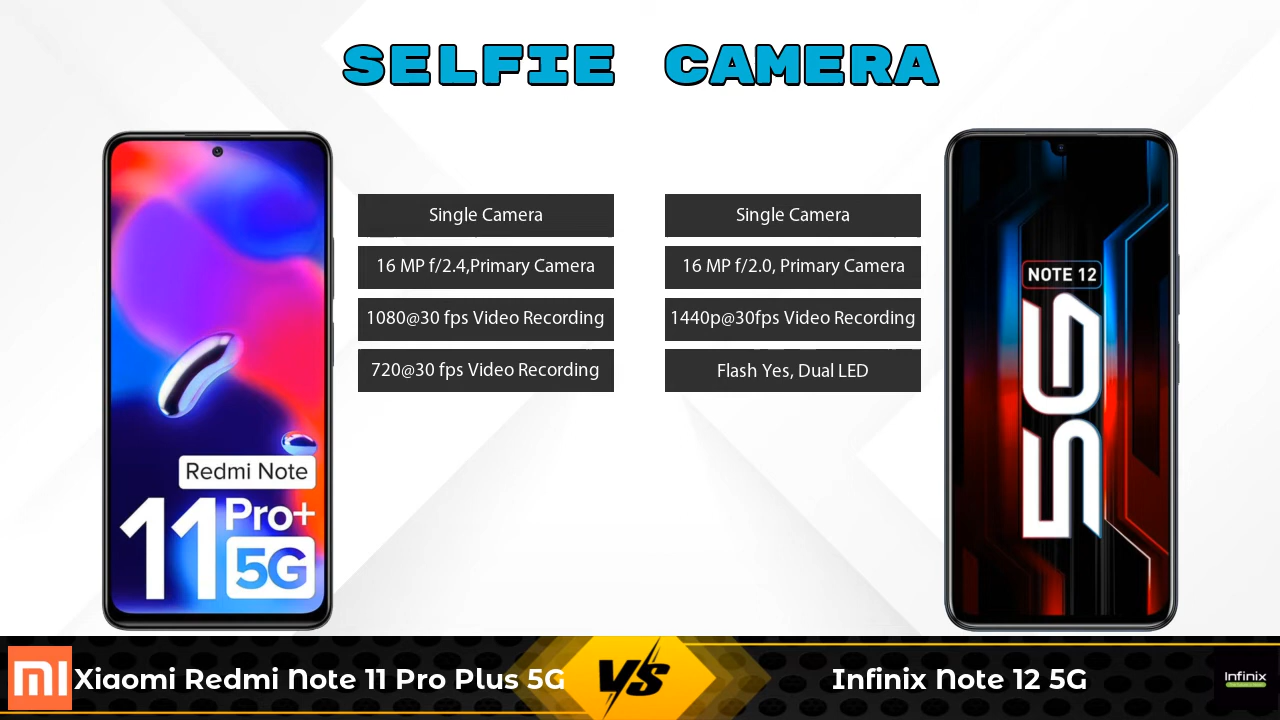 SELFIE CAMERA
Single Camera
16 MP f/2.4,Primary Camera
1080@30 fps Video Recording
720@30 fps Video Recording
Single Camera
16 MP f/2.0, Primary Camera
1440p@30fps Video Recording
Flash Yes, Dual LED
Redmi Note
11 Pro+
5G
NOTE 12
5G
MI Xiaomi Redmi Note 11 Pro Plus 5G
VS
Infinix Note 12 5G
Infinix